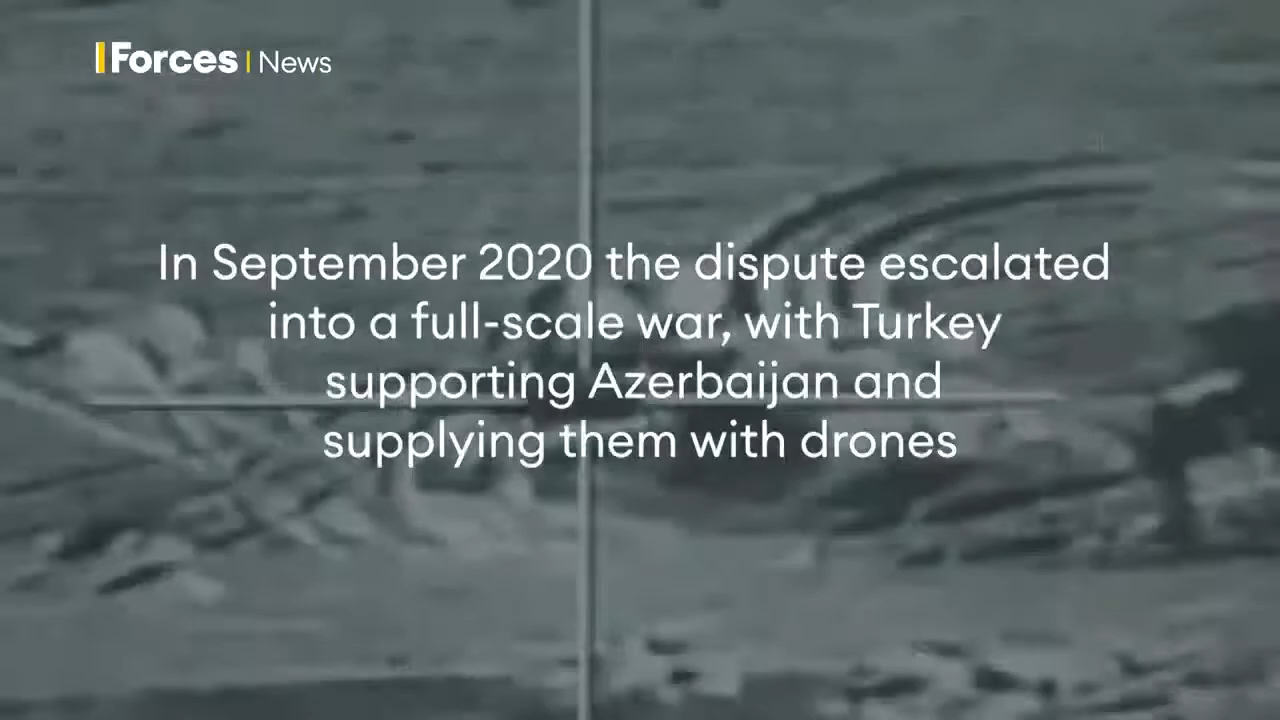 Forces | News
In September 2020 the dispute escalated
into a full-scale war, with Turkey
supporting Azerbaijan and
supplying them with drones